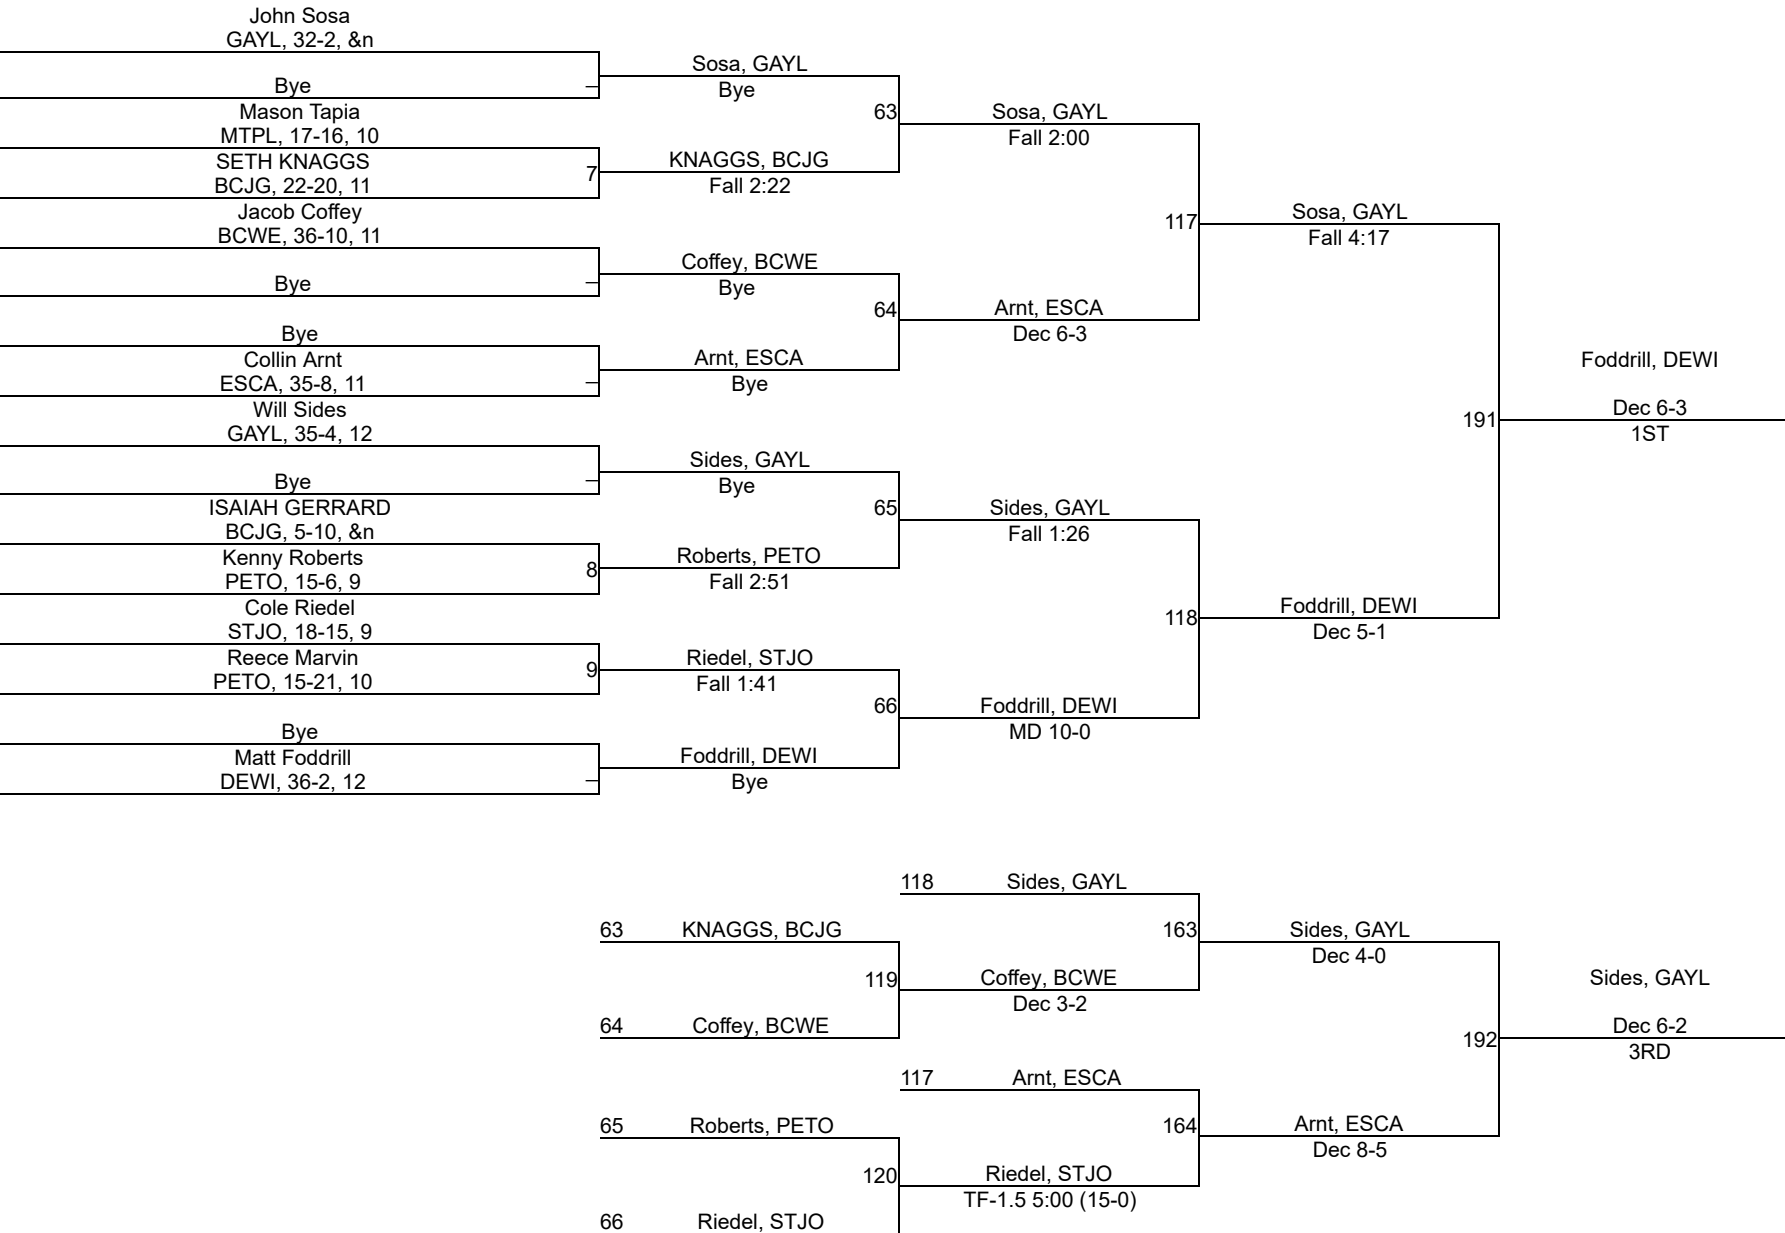 John Sosa
GAYL, 32-2, &n
Bye
Mason Tapia
MTPL, 17-16, 10
SETH KNAGGS
BCJG, 22-20, 11
Jacob Coffey
BCWE, 36-10, 11
Bye
Bye
Collin Arnt
ESCA, 35-8, 11
Will Sides
GAYL, 35-4, 12
Bye
ISAIAH GERRARD
BCJG, 5-10, &n
Kenny Roberts
PETO, 15-6, 9
Cole Riedel
STJO, 18-15, 9
Reece Marvin
PETO, 15-21, 10
Bye
Matt Foddrill
DEWI, 36-2, 12
–
7
–
–
–
8
9
–
Sosa, GAYL
Bye
KNAGGS, BCJG
Fall 2:22
Coffey, BCWE
Bye
Arnt, ESCA
Bye
Sides, GAYL
Bye
Roberts, PETO
Fall 2:51
Riedel, STJO
Fall 1:41
Foddrill, DEWI
Bye
63
64
65
66
Sosa, GAYL
Fall 2:00
Arnt, ESCA
Dec 6-3
Sides, GAYL
Fall 1:26
Foddrill, DEWI
MD 10-0
117
118
Sosa, GAYL
Fall 4:17
Foddrill, DEWI
Dec 5-1
191
Foddrill, DEWI
Dec 6-3
1ST
63 KNAGGS, BCJG
64 Coffey, BCWE
65 Roberts, PETO
66 Riedel, STJO
119
120
118 Sides, GAYL
Coffey, BCWE
Dec 3-2
117 Arnt, ESCA
Riedel, STJO
TF-1.5 5:00 (15-0)
163
164
Sides, GAYL
Dec 4-0
Arnt, ESCA
Dec 8-5
192
Sides, GAYL
Dec 6-2
3RD